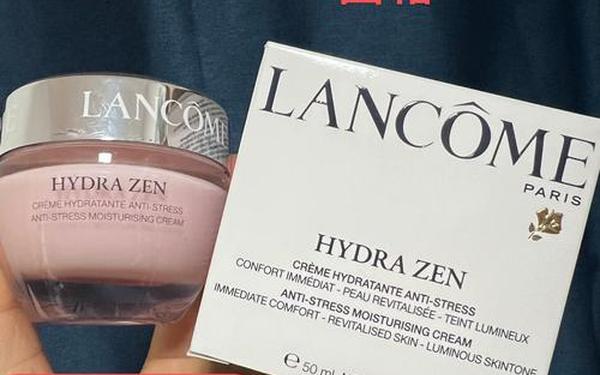 LANCÔME
HYDRA ZEN
CRÈME HYDRATANTE ANTI-STRESS
ANTI-STRESS MOISTURISING CREAM
LANCÔME
PARIS
HYDRA ZEN
CRÈME HYDRATANTE ANTI-STRESS
CONFORT IMMÉDIAT - PEAU REVITALISÉE - TEINT LUMINEUX
ANTI-STRESS MOISTURISING CREAM
IMMEDIATE COMFORT - REVITALISED SKIN - LUMINOUS SKINTONE
e 50 mL